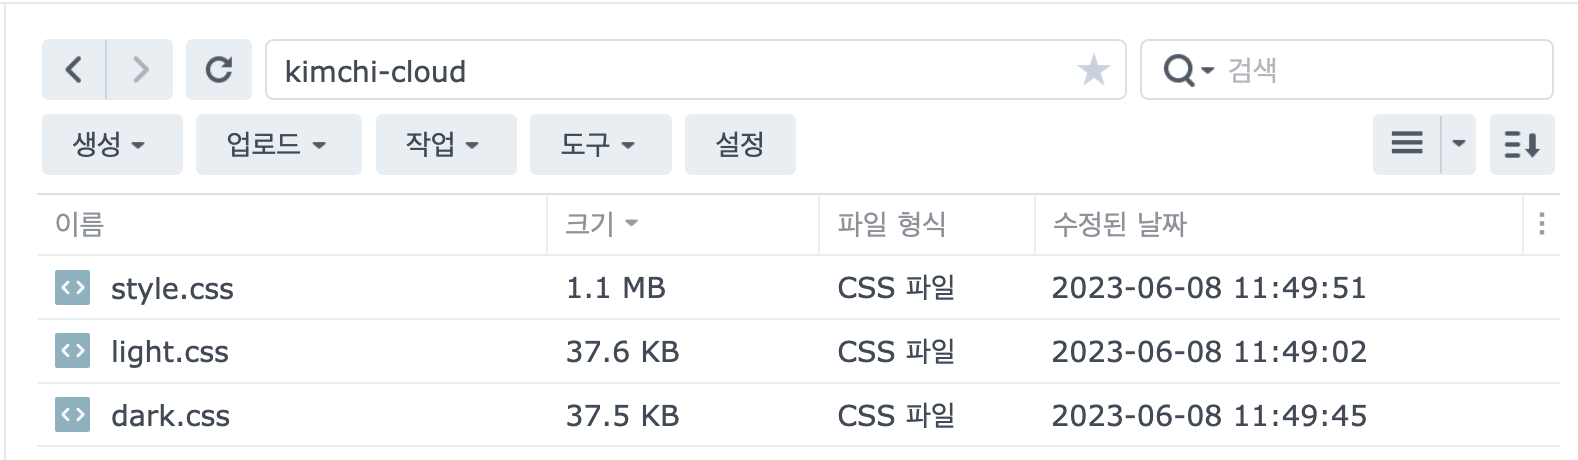 kimchi-cloud 검색
생성 업로드 작업 도구 설정
이름 크기 파일 형식 수정된 날짜
style.css 1.1 MB CSS 파일 2023-06-08 11:49:51
light.css 37.6 KB CSS 파일 2023-06-08 11:49:02
dark.css 37.5 KB CSS 파일 2023-06-08 11:49:45